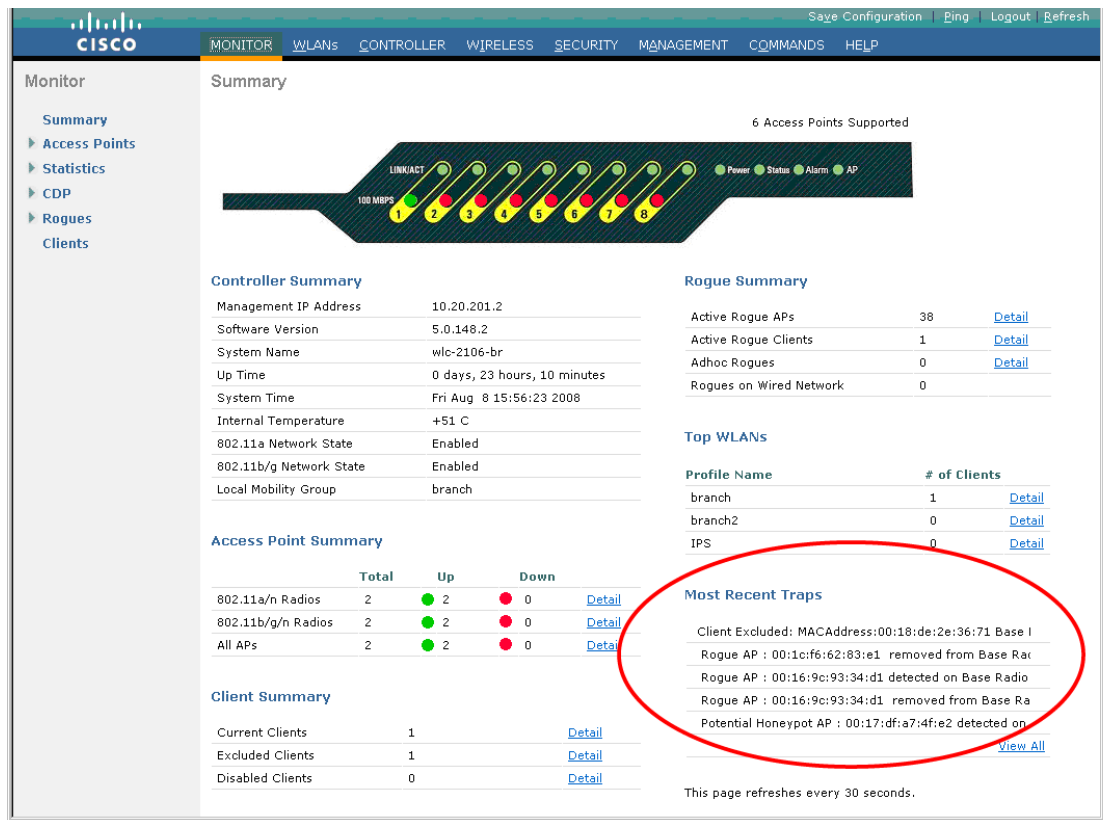 Save Configuration | Ping | Logout | Refresh
CISCO
MONITOR WLANs CONTROLLER WIRELESS SECURITY MANAGEMENT COMMANDS HELP
Monitor
Summary
Access Points
Statistics
CDP
Rogues
Clients
Summary
6 Access Points Supported
LINK/ACT
100 MBPS
1 2 3 4 5 6 7 8
Power Status Alarm AP
Controller Summary
Management IP Address 10.20.201.2
Software Version 5.0.148.2
System Name wlc-2106-br
Up Time 0 days, 23 hours, 10 minutes
System Time Fri Aug 8 15:56:23 2008
Internal Temperature +51 C
802.11a Network State Enabled
802.11b/g Network State Enabled
Local Mobility Group branch
Access Point Summary
Total Up Down
802.11a/n Radios 2 2 0 Detail
802.11b/g/n Radios 2 2 0 Detail
All APs 2 2 0 Detail
Client Summary
Current Clients 1 Detail
Excluded Clients 1 Detail
Disabled Clients 0 Detail
Rogue Summary
Active Rogue APs 38 Detail
Active Rogue Clients 1 Detail
Adhoc Rogues 0 Detail
Rogues on Wired Network 0
Top WLANs
Profile Name # of Clients
branch 1 Detail
branch2 0 Detail
IPS 0 Detail
Most Recent Traps
Client Excluded: MACAddress:00:18:de:2e:36:71 Base
Rogue AP : 00:1c:f6:62:83:e1 removed from Base
Rogue AP : 00:16:9c:93:34:d1 detected on Base Radio
Rogue AP : 00:16:9c:93:34:d1 removed from Base Ra
Potential Honeypot AP : 00:17:df:a7:4f:e2 detected on
View All
This page refreshes every 30 seconds.